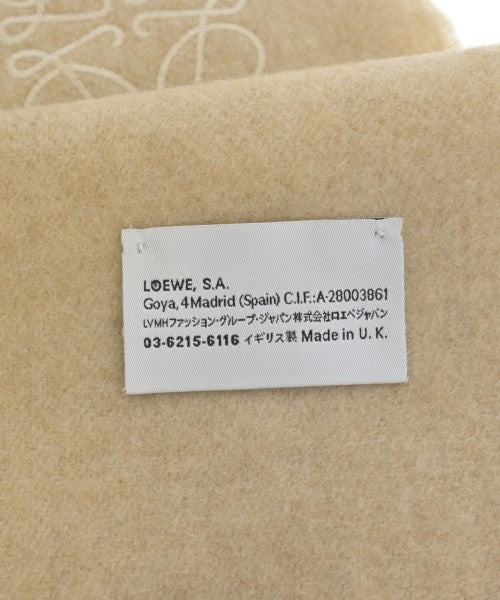 LOEWE, S.A.
Goya, 4 Madrid (Spain) C.I.F.:A-28003861
LVMHファッション・グループ・ジャパン株式会社ロエベジャパン
03-6215-6116 イギリス製 Made in U. K.